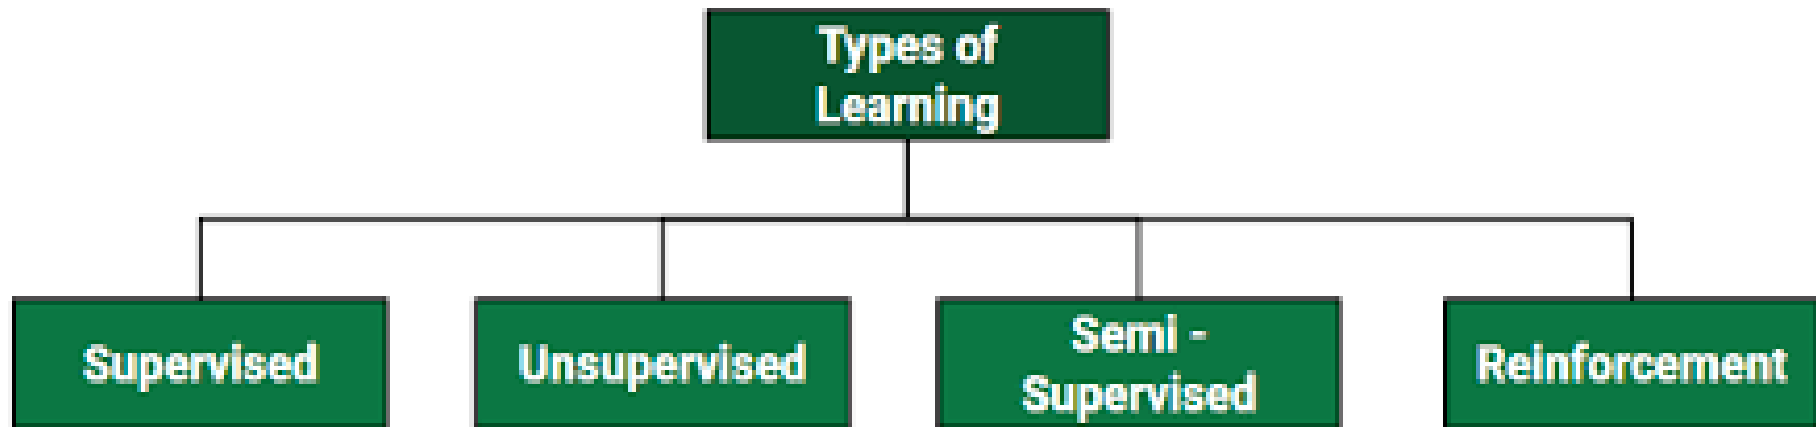 Types of
Learning
Supervised
Unsupervised
Semi -
Supervised
Reinforcement